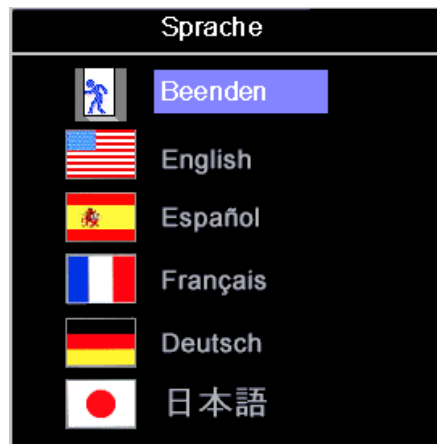 Sprache
Beenden
English
Español
Français
Deutsch
日本語